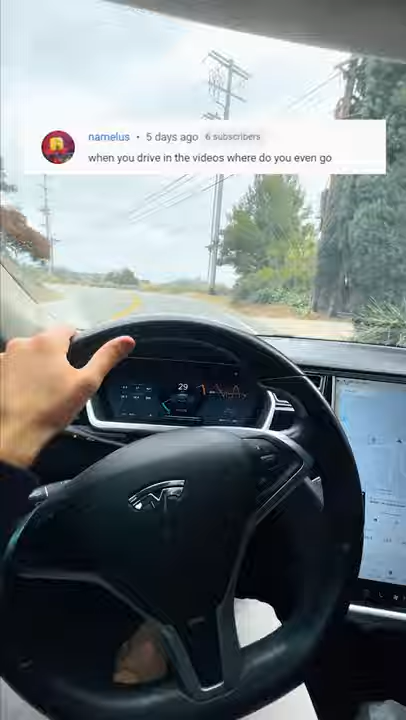 namelus • 5 days ago 6 subscribers
when you drive in the videos where do you even go
29